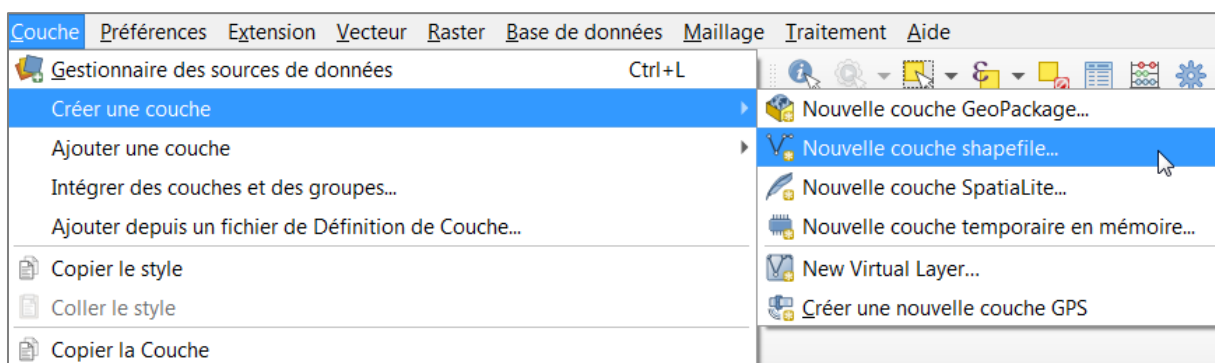 Couche Préférences Extension Vecteur Raster Base de données Maillage Traitement Aide
Gestionnaire des sources de données Ctrl+L
Créer une couche
Ajouter une couche
Intégrer des couches et des groupes...
Ajouter depuis un fichier de Définition de Couche...
Copier le style
Coller le style
Copier la Couche
Nouvelle couche GeoPackage...
Nouvelle couche shapefile...
Nouvelle couche SpatiaLite...
Nouvelle couche temporaire en mémoire...
New Virtual Layer...
Créer une nouvelle couche GPS